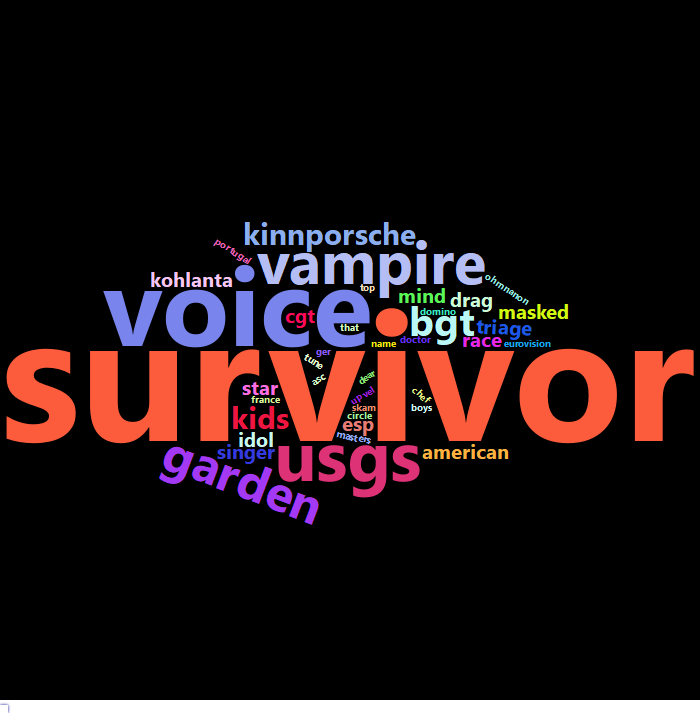 kinnporsche
portugal
vampire
kohlanta
top
ohmnanon
voice
mind
drag
cgt
domino
masked
that
bgt
triage
name
doctor
race
eurovision
survivor
ger
tune
asc
dear
star
france
upvel
chef
skam
boys
kids
circle
esp
idol
masters
singer
usgs
american
garden